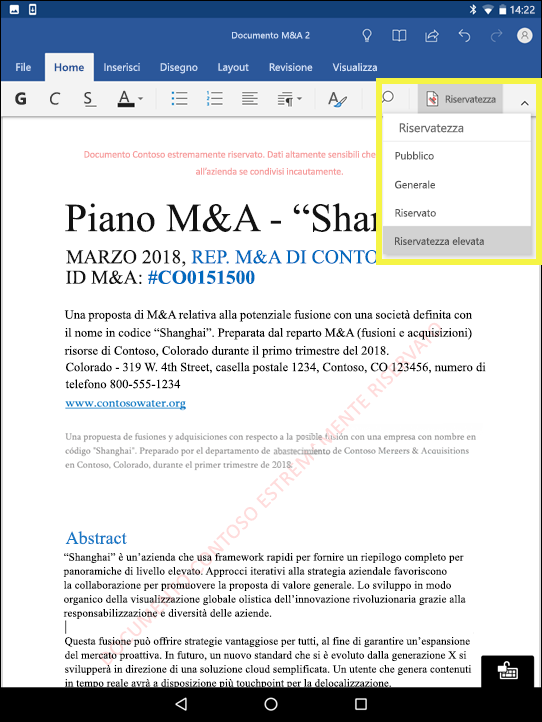 14:22
Documento M&A 2
File Home Inserisci Disegno Layout Revisione Visualizza
G C S A A Riservatezza
Riservatezza
Pubblico
Generale
Riservato
Riservatezza elevata
Documento Contoso estremamente riservato. Dati altamente sensibili che
all'azienda se condivisi incautamente.
Piano M&A - “Shan
MARZO 2018, REP. M&A DI CONTO
ID M&A: #CO0151500
Una proposta di M&A relativa alla potenziale fusione con una società definita con
il nome in codice “Shanghai”. Preparata dal reparto M&A (fusioni e acquisizioni)
risorse di Contoso, Colorado durante il primo trimestre del 2018.
Colorado - 319 W. 4th Street, casella postale 1234, Contoso, CO 123456, numero di
telefono 800-555-1234
www.contosowater.org
Una propuesta de fusiones y adquisiciones con respecto a la posible fusión con una empresa con nombre en
código "Shanghai". Preparado por el departamento de abastecimiento de Contoso Mergers & Acquisitions
en Contoso, Colorado, durante el primer trimestre de 2018.
DOCUMENTO CONTOSO ESTREMAMENTE RISERVATO
Abstract
“Shanghai” è un’azienda che usa framework rapidi per fornire un riepilogo completo per
panoramiche di livello elevato. Approcci iterativi alla strategia aziendale favoriscono
la collaborazione per promuovere la proposta di valore generale. Lo sviluppo in modo
organico della visualizzazione globale olistica dell’innovazione rivoluzionaria grazie alla
responsabilizzazione e diversità delle aziende.
Questa fusione può offrire strategie vantaggiose per tutti, al fine di garantire un’espansione
del mercato proattiva. In futuro, un nuovo standard che si è evoluto dalla generazione X si
svilupperà in direzione di una soluzione cloud semplificata. Un utente che genera contenuti
in tempo reale avrà a disposizione più touchpoint per la delocalizzazione.